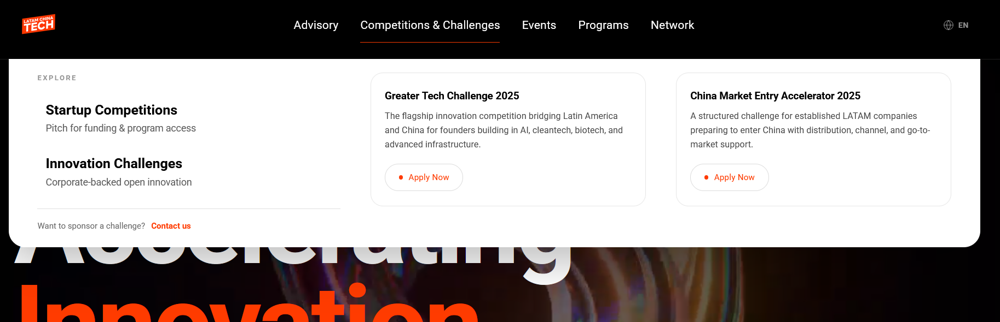 LATAM CHINA
TECH
Advisory
Competitions & Challenges
Events
Programs
Network
EN
EXPLORE
Startup Competitions
Pitch for funding & program access
Innovation Challenges
Corporate-backed open innovation
Want to sponsor a challenge? Contact us
Greater Tech Challenge 2025
The flagship innovation competition bridging Latin America
and China for founders building in AI, cleantech, biotech, and
advanced infrastructure.
Apply Now
China Market Entry Accelerator 2025
A structured challenge for established LATAM companies
preparing to enter China with distribution, channel, and go-to-
market support.
Apply Now
Accelerating
Innovation